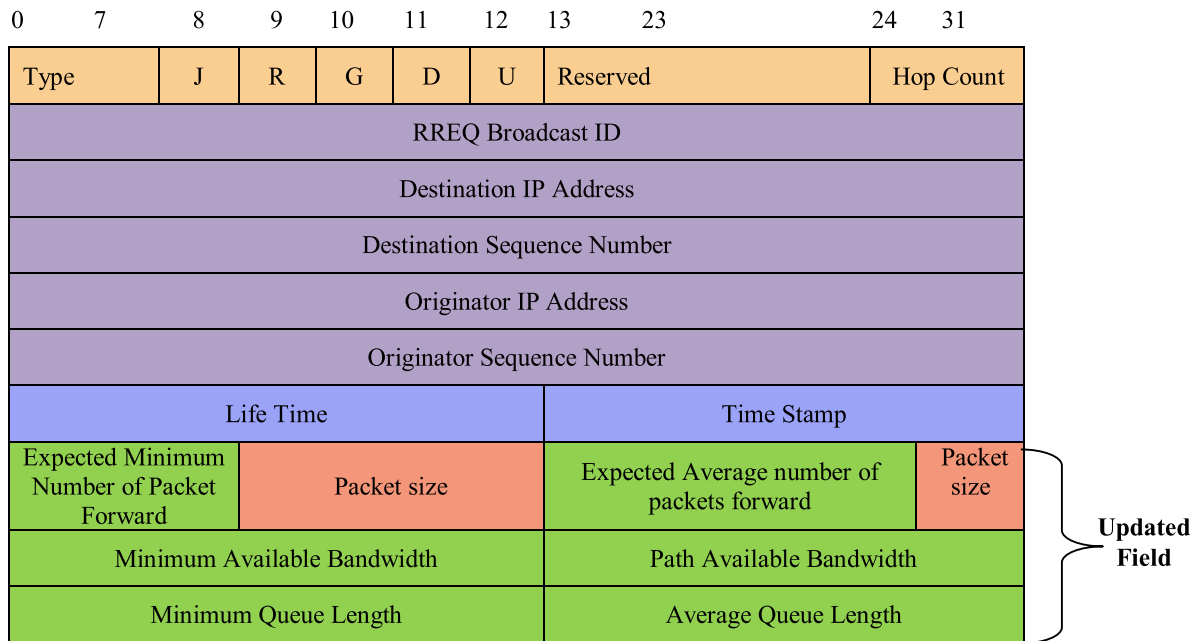 0 7 8 9 10 11 12 13 23 24 31
Type J R G D U Reserved Hop Count
RREQ Broadcast ID
Destination IP Address
Destination Sequence Number
Originator IP Address
Originator Sequence Number
Life Time Time Stamp
Expected Minimum
Number of Packet
Forward
Packet size
Expected Average number of
packets forward
Packet
size
Minimum Available Bandwidth Path Available Bandwidth
Minimum Queue Length Average Queue Length
Updated
Field